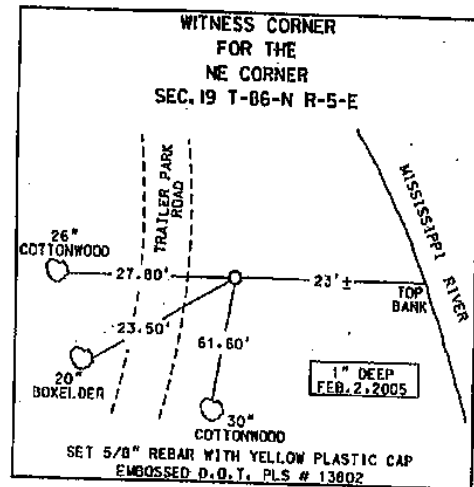 WITNESS CORNER
FOR THE
NE CORNER
SEC. 19 T-86-N R-5-E
TRAILER PARK
ROAD
MISSISSIPPI RIVER
26"
COTTONWOOD
27.80'
23'±
TOP
BANK
23.50'
61.60'
20"
BOXELDER
1" DEEP
FEB. 2, 2005
30"
COTTONWOOD
SET 5/8" REBAR WITH YELLOW PLASTIC CAP
EMBOSSED D.O.T. PLS # 13802